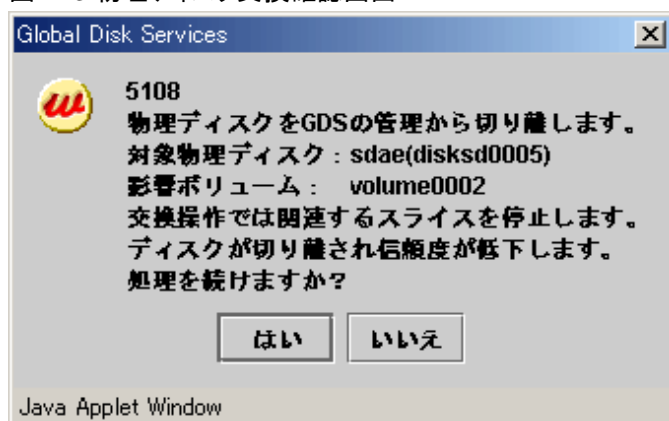 Global Disk Services
5108
物理ディスクをGDSの管理から切り離します。
対象物理ディスク : sdae(disksd0005)
影響ボリューム : volume0002
交換操作では関連するスライスを停止します。
ディスクが切り離され信頼度が低下します。
処理を続けますか?
はい いいえ
Java Applet Window